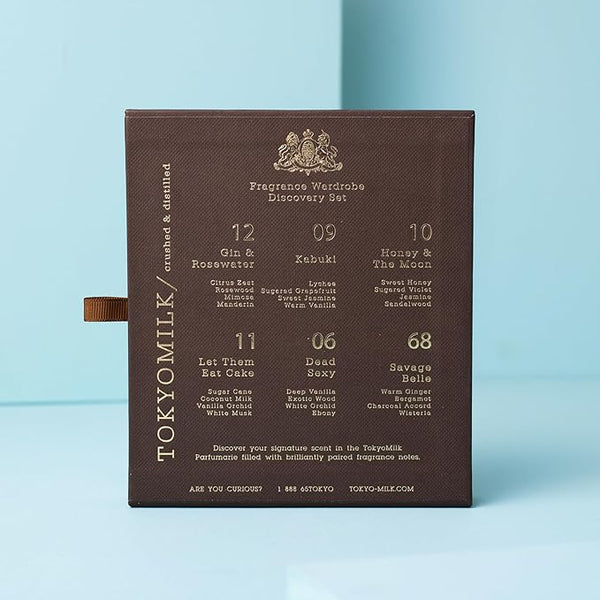 Fragrance Wardrobe
Discovery Set
12
Gin &
Rosewater
Citrus Zest
Rosewood
Mimosa
Mandarin
09
Kabuki
Lychee
Sugared Grapefruit
Sweet Jasmine
Warm Vanilla
10
Honey &
The Moon
Sweet Honey
Sugared Violet
Jasmine
Sandalwood
11
Let Them
Eat Cake
Sugar Cane
Coconut Milk
Vanilla Orchid
White Musk
06
Dead
Sexy
Deep Vanilla
Exotic Wood
White Orchid
Ebony
68
Savage
Belle
Warm Ginger
Bergamot
Charcoal Accord
Wisteria
TOKYOMILK/ crushed & distilled
Discover your signature scent in the TokyoMilk
Parfumarie filled with brilliantly paired fragrance notes.
ARE YOU CURIOUS? 1 888 65TOKYO TOKYO-MILK.COM